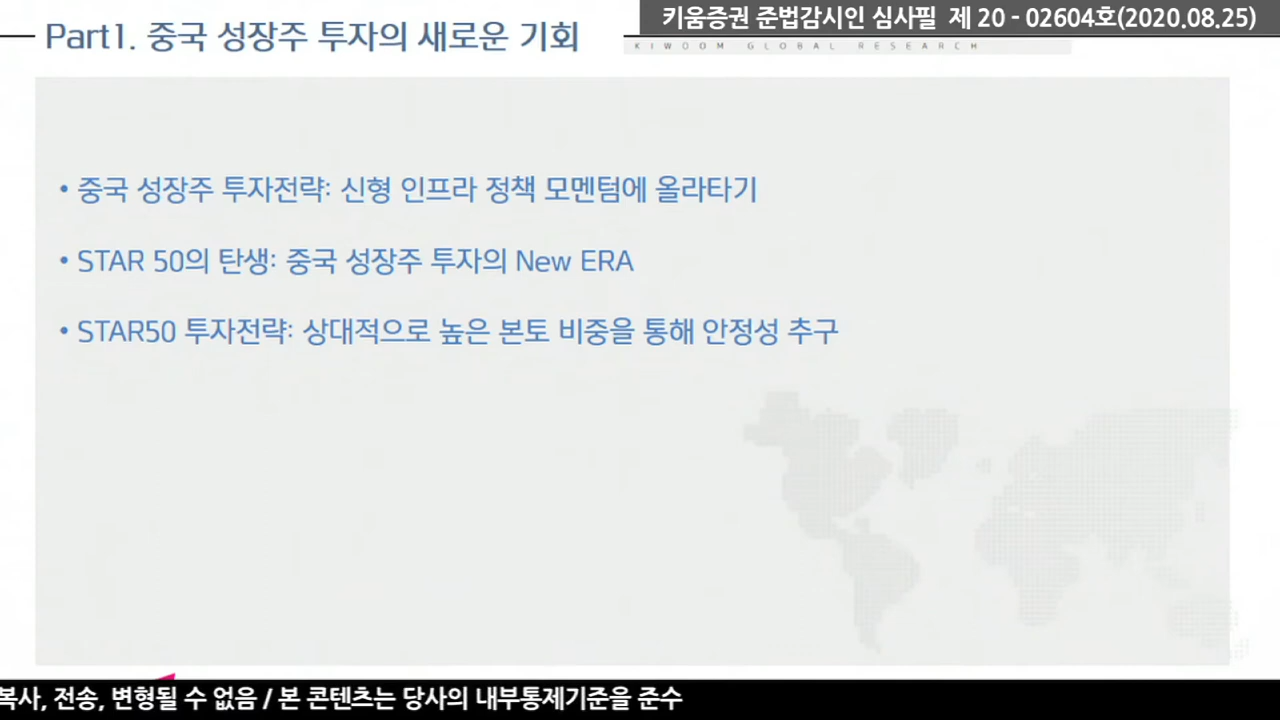 키움증권 준법감시인 심사필 제 20 - 02604호(2020.08.25)
Part1. 중국 성장주 투자의 새로운 기회
KIWOOM GLOBAL RESEARCH
• 중국 성장주 투자전략: 신형 인프라 정책 모멘텀에 올라타기
• STAR 50의 탄생: 중국 성장주 투자의 New ERA
• STAR50 투자전략: 상대적으로 높은 본토 비중을 통해 안정성 추구
복사, 전송, 변형될 수 없음 / 본 콘텐츠는 당사의 내부통제기준을 준수